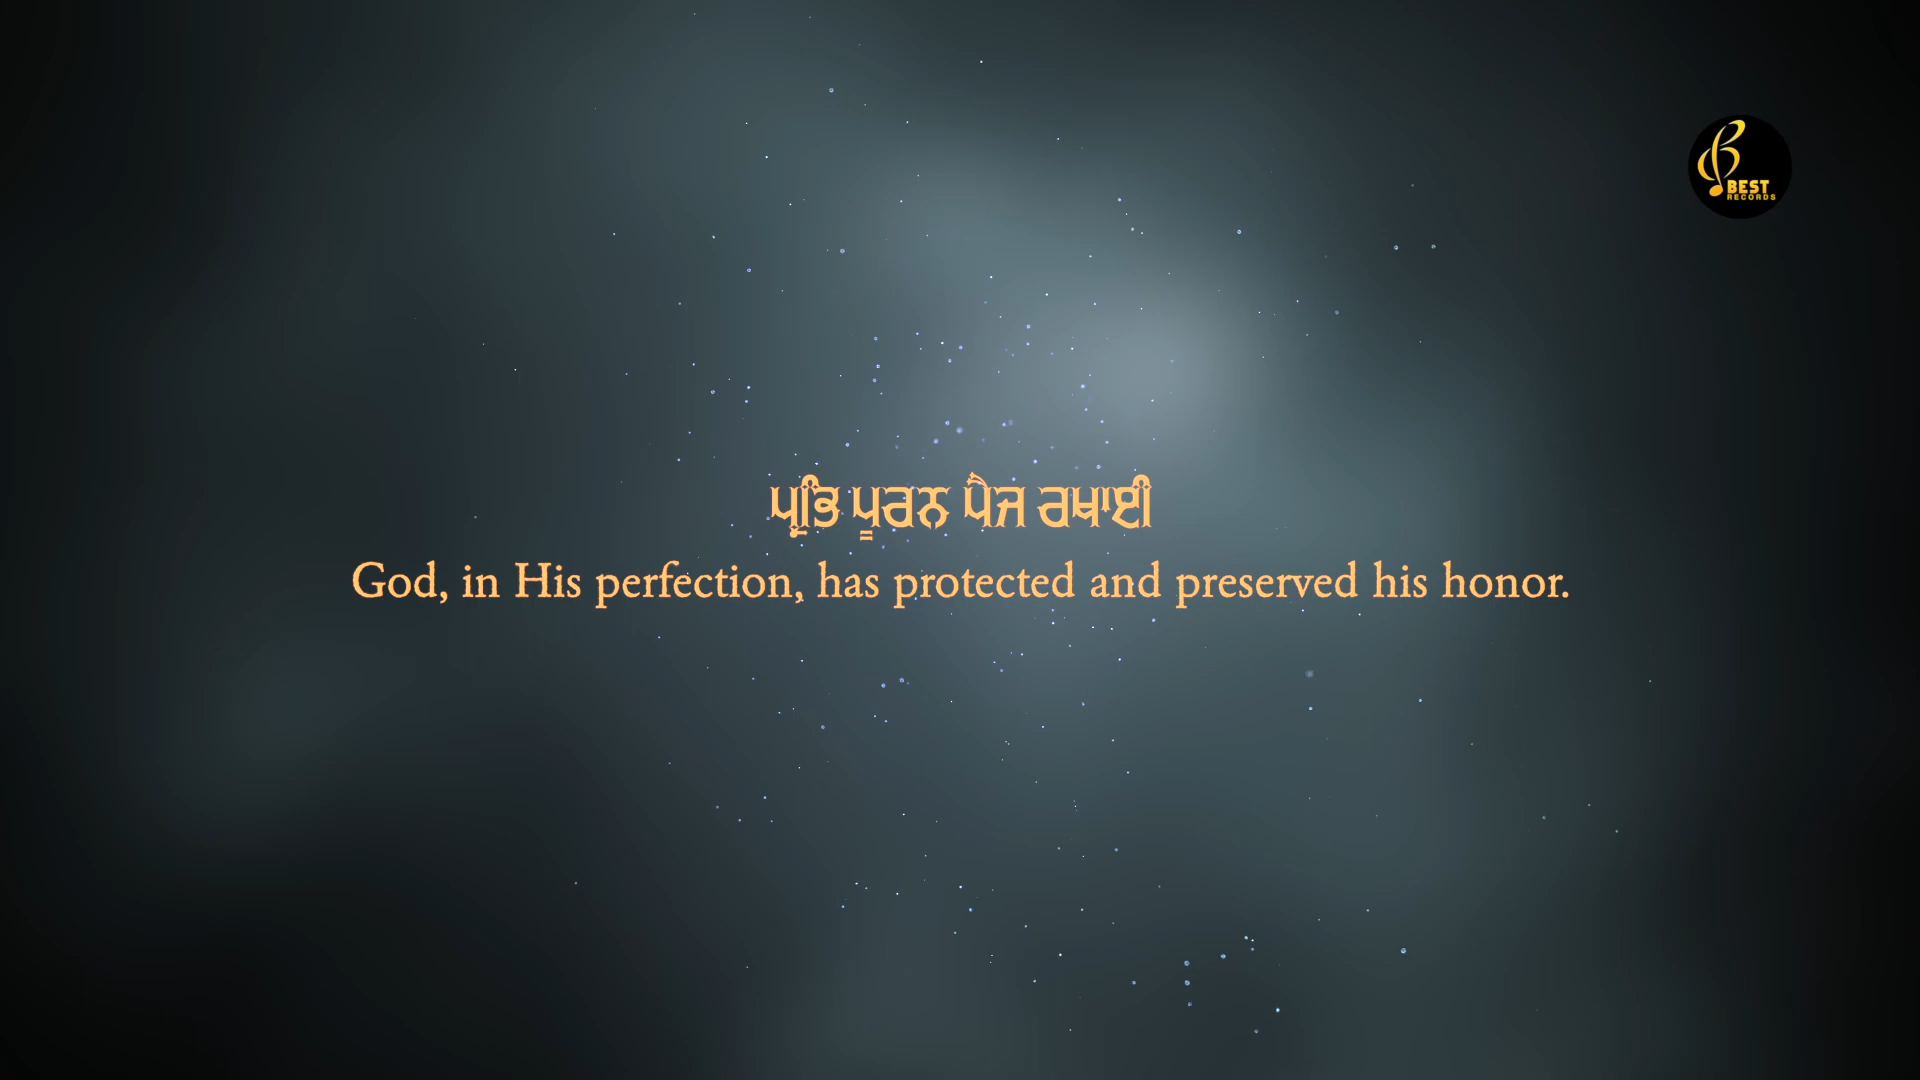 BEST
RECORDS
ਪ੍ਰਭਿ ਪੂਰਨ ਪੈਜ ਰਖਾਈ
God, in His perfection, has protected and preserved his honor.